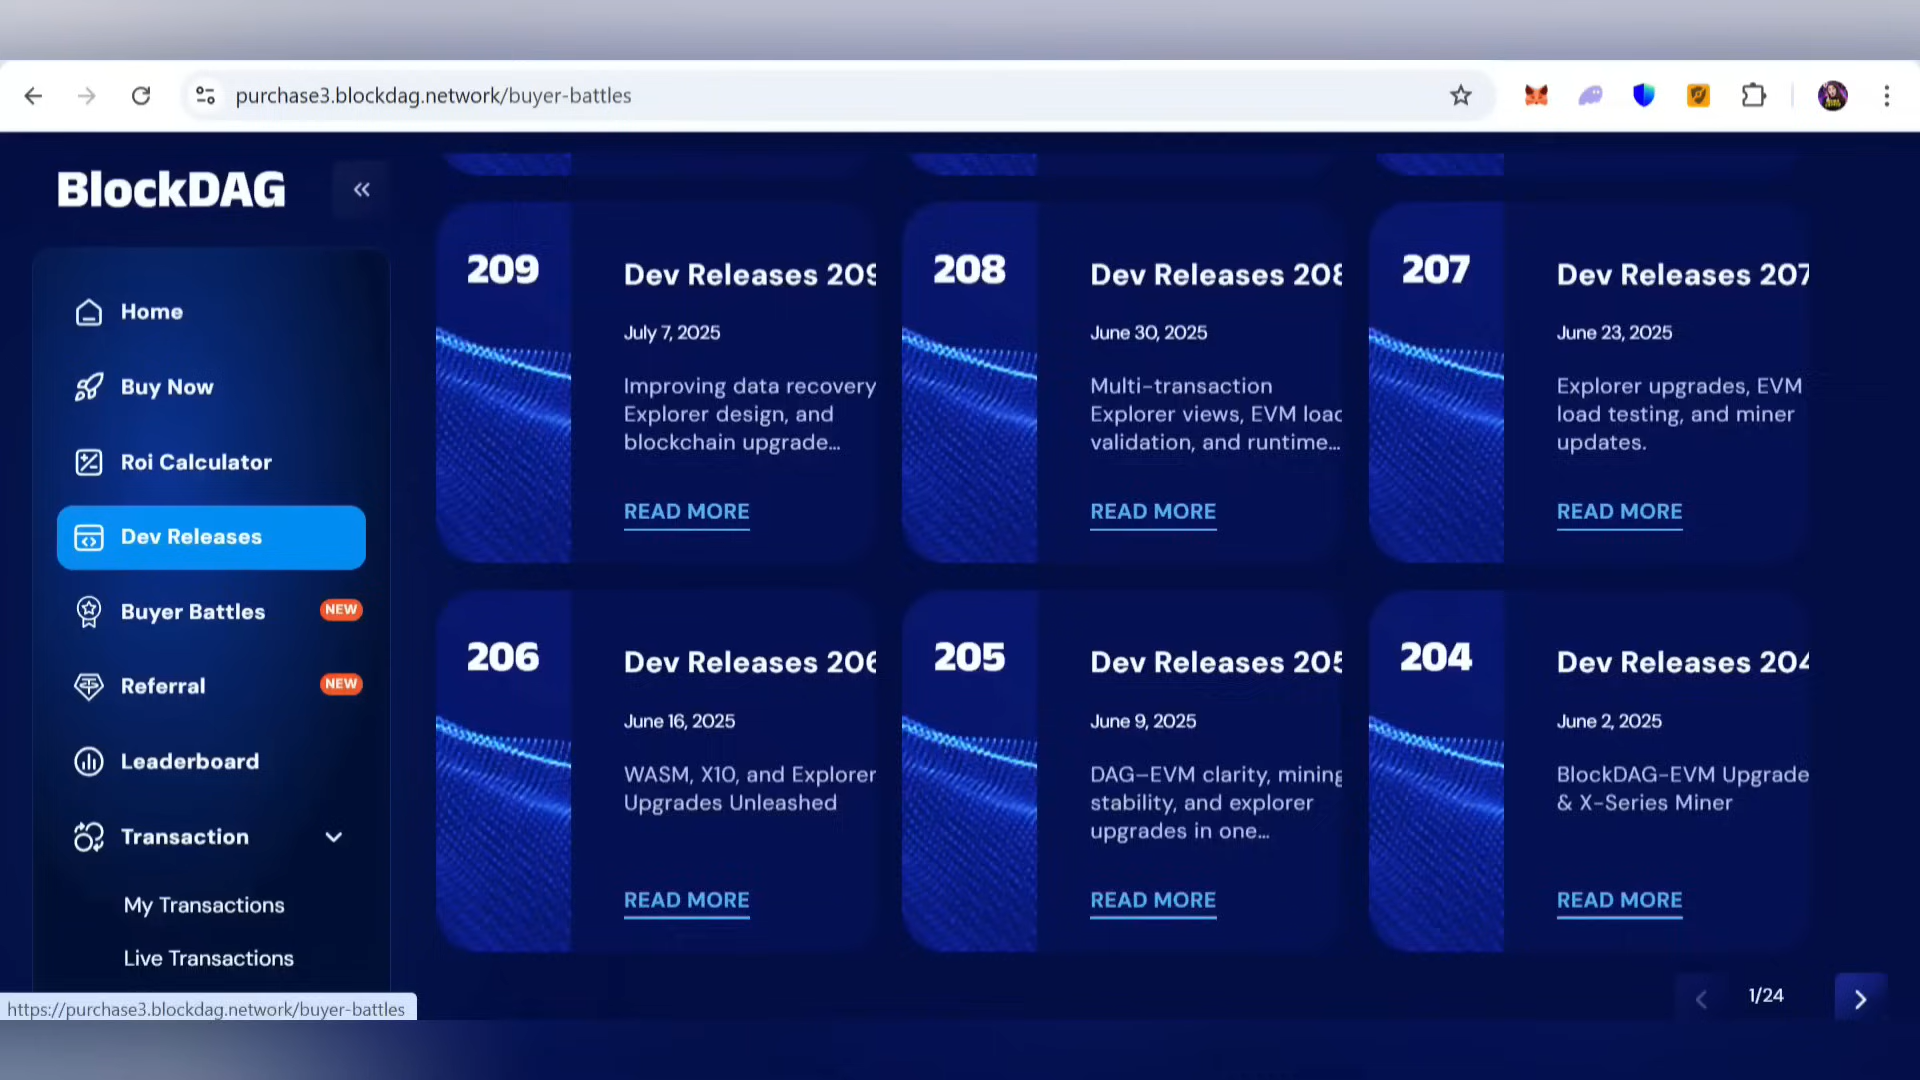 purchase3.blockdag.network/buyer-battles
BlockDAG
Home
Buy Now
Roi Calculator
Dev Releases
Buyer Battles NEW
Referral NEW
Leaderboard
Transaction
My Transactions
Live Transactions
209
Dev Releases 209
July 7, 2025
Improving data recovery
Explorer design, and
blockchain upgrade...
READ MORE
208
Dev Releases 208
June 30, 2025
Multi-transaction
Explorer views, EVM load
validation, and runtime...
READ MORE
207
Dev Releases 207
June 23, 2025
Explorer upgrades, EVM
load testing, and miner
updates.
READ MORE
206
Dev Releases 206
June 16, 2025
WASM, X10, and Explorer
Upgrades Unleashed
READ MORE
205
Dev Releases 205
June 9, 2025
DAG–EVM clarity, mining
stability, and explorer
upgrades in one...
READ MORE
204
Dev Releases 204
June 2, 2025
BlockDAG-EVM Upgrade
& X-Series Miner
READ MORE
1/24
https://purchase3.blockdag.network/buyer-battles